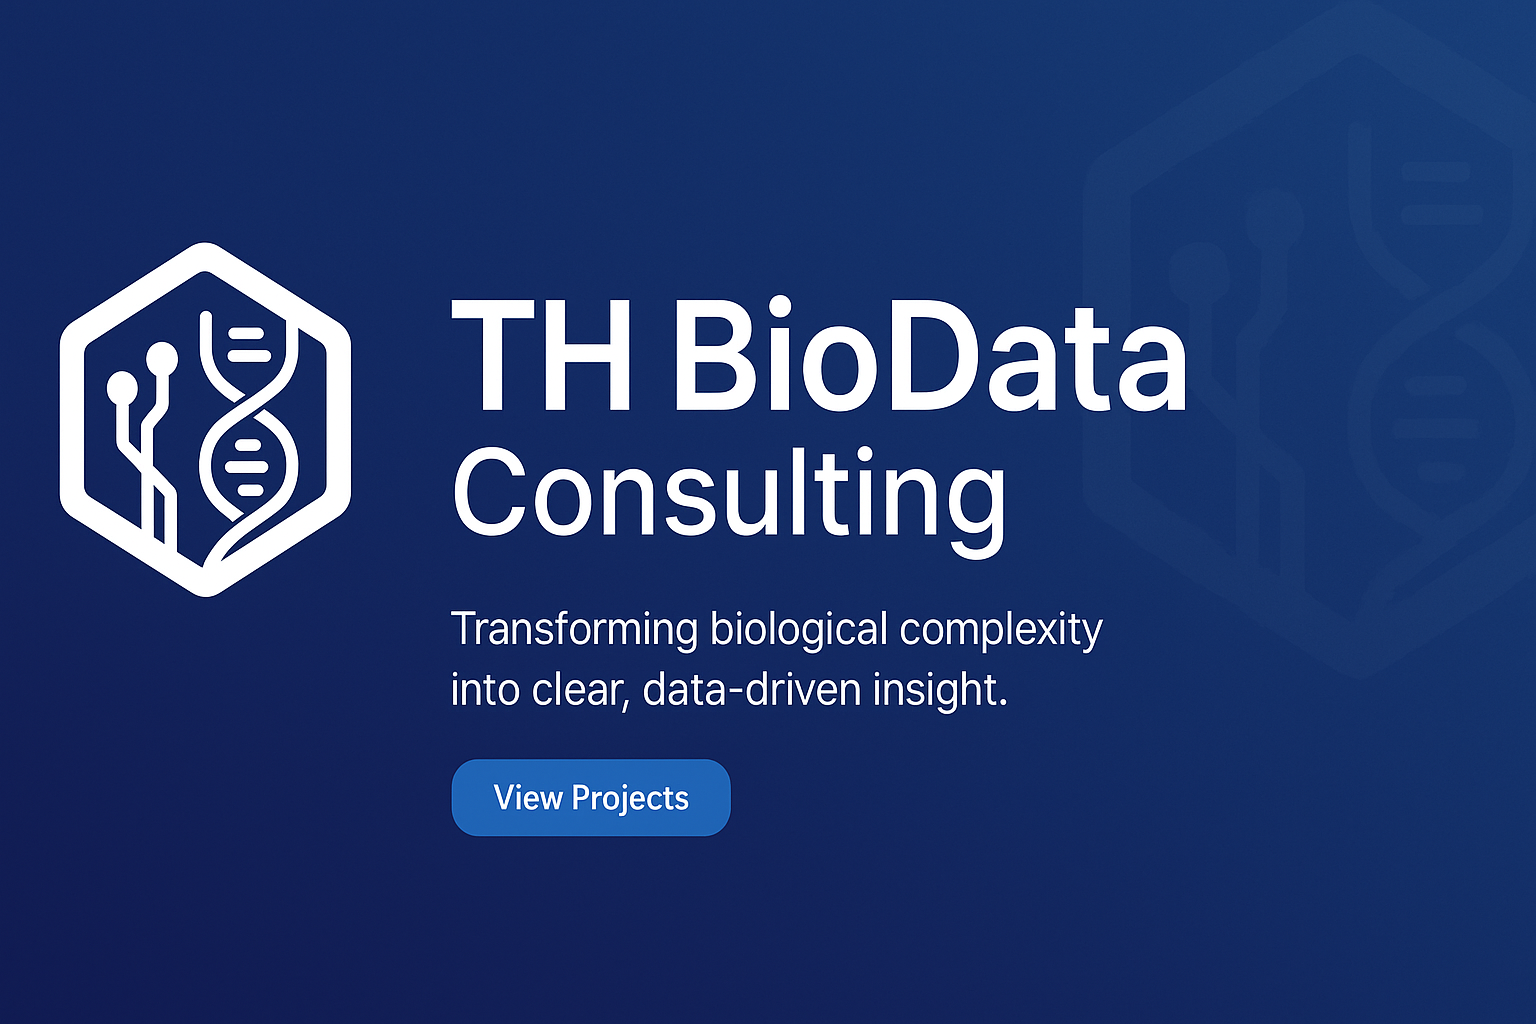 TH BioData
Consulting
Transforming biological complexity
into clear, data-driven insight.
View Projects